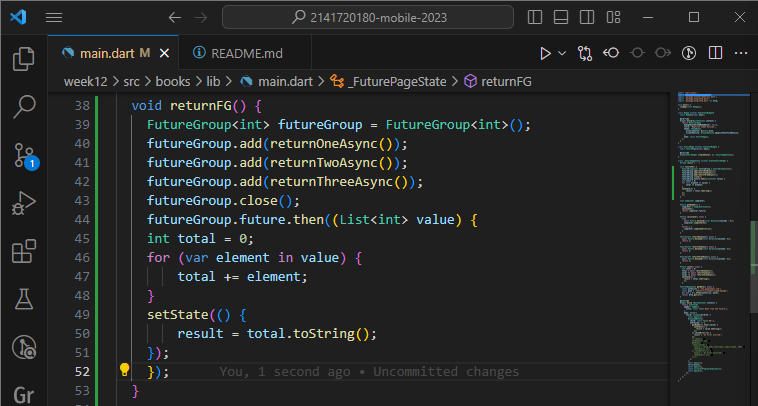 2141720180-mobile-2023
main.dart M
README.md
week12 > src > books > lib > main.dart > _FuturePageState > returnFG
38 void returnFG() {
39 FutureGroup<int> futureGroup = FutureGroup<int>();
40 futureGroup.add(returnOneAsync());
41 futureGroup.add(returnTwoAsync());
42 futureGroup.add(returnThreeAsync());
43 futureGroup.close();
44 futureGroup.future.then((List<int> value) {
45 int total = 0;
46 for (var element in value) {
47 total += element;
48 }
49 setState(() {
50 result = total.toString();
51 });
52 }); You, 1 second ago • Uncommitted changes
53 }
1
Gr